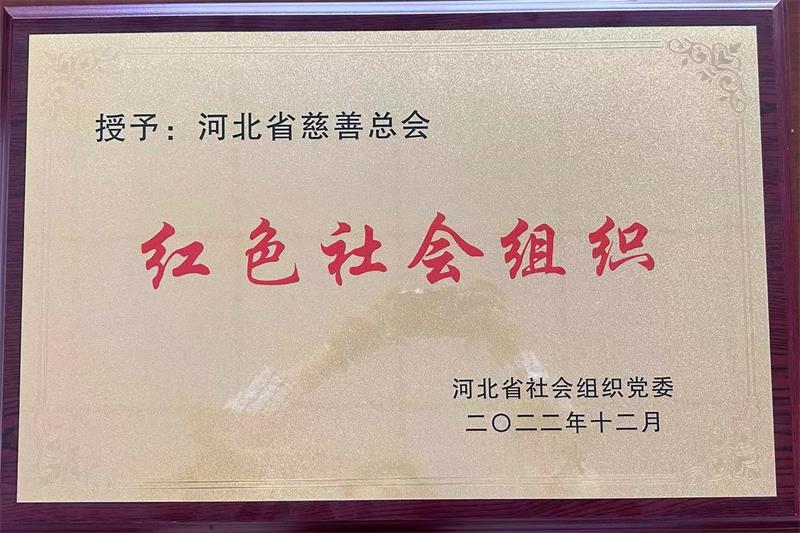 授予：河北省慈善总会
红色社会组织
河北省社会组织党委
二〇二二年十二月